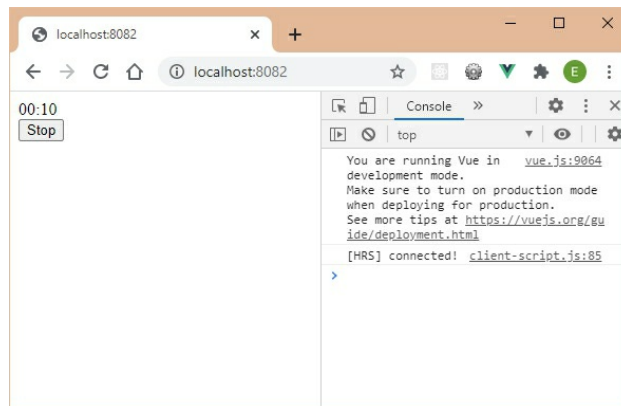 localhost:8082
localhost:8082
E
00:10
Stop
Console
top
You are running Vue in vue.js:9064
development mode.
Make sure to turn on production mode
when deploying for production.
See more tips at https://vuejs.org/gu
ide/deployment.html
[HRS] connected! client-script.js:85